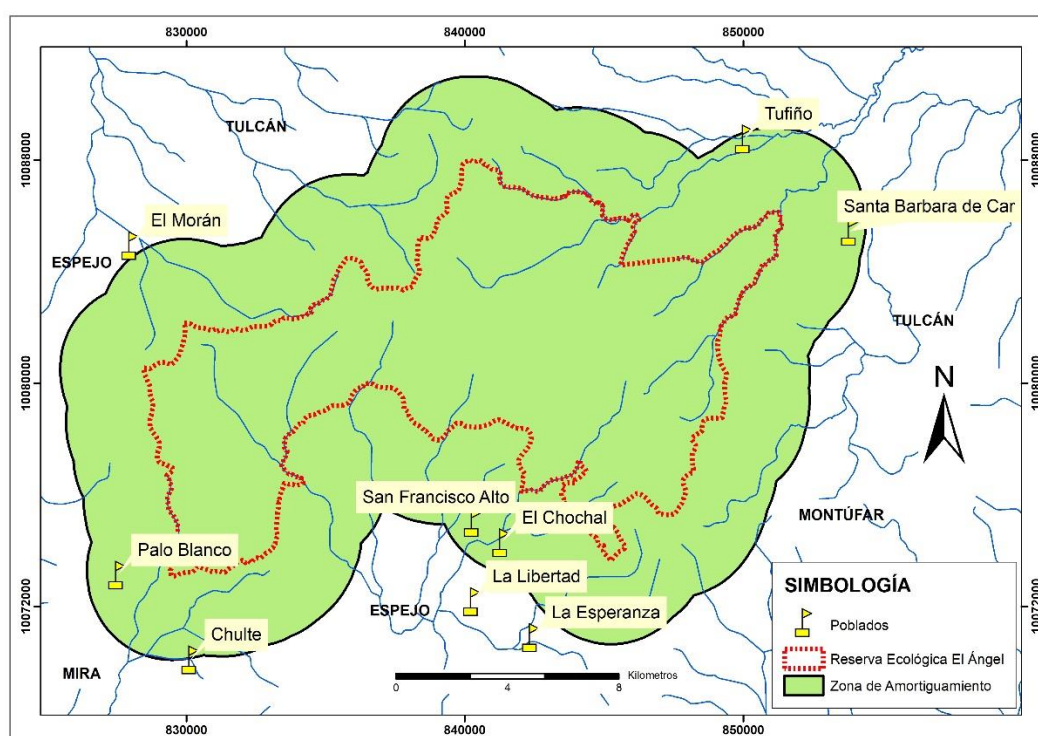 830000 840000 850000
TULCÁN
Tufiño
10088000 10088000
El Morán
Santa Barbara de Car
ESPEJO
TULCÁN
10080000 10080000
N
San Francisco Alto
El Chochal
MONTÚFAR
Palo Blanco
La Libertad
10072000 10072000
ESPEJO
La Esperanza
Chulte
MIRA
0 4 8 Kilometros
SIMBOLOGÍA
Poblados
Reserva Ecológica El Ángel
Zona de Amortiguamiento
830000 840000 850000